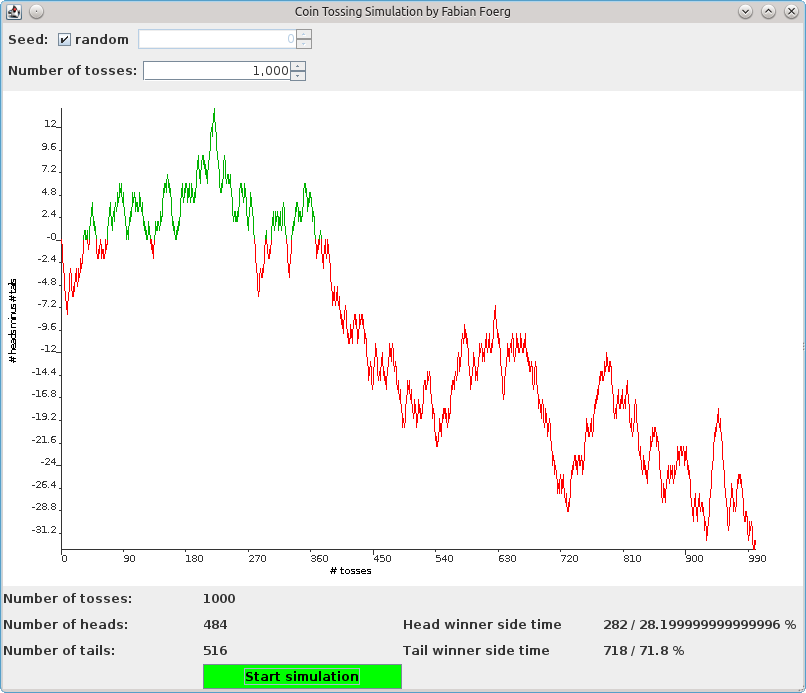 Coin Tossing Simulation by Fabian Foerg
Seed: random 0
Number of tosses: 1,000
12
9.6
7.2
4.8
2.4
-0
-2.4
-4.8
-7.2
-9.6
-12
-14.4
-16.8
-19.2
-21.6
-24
-26.4
-28.8
-31.2
# heads minus # tails
0 90 180 270 360 450 540 630 720 810 900 990
# tosses
Number of tosses: 1000
Number of heads: 484 Head winner side time 282 / 28.199999999999996 %
Number of tails: 516 Tail winner side time 718 / 71.8 %
Start simulation